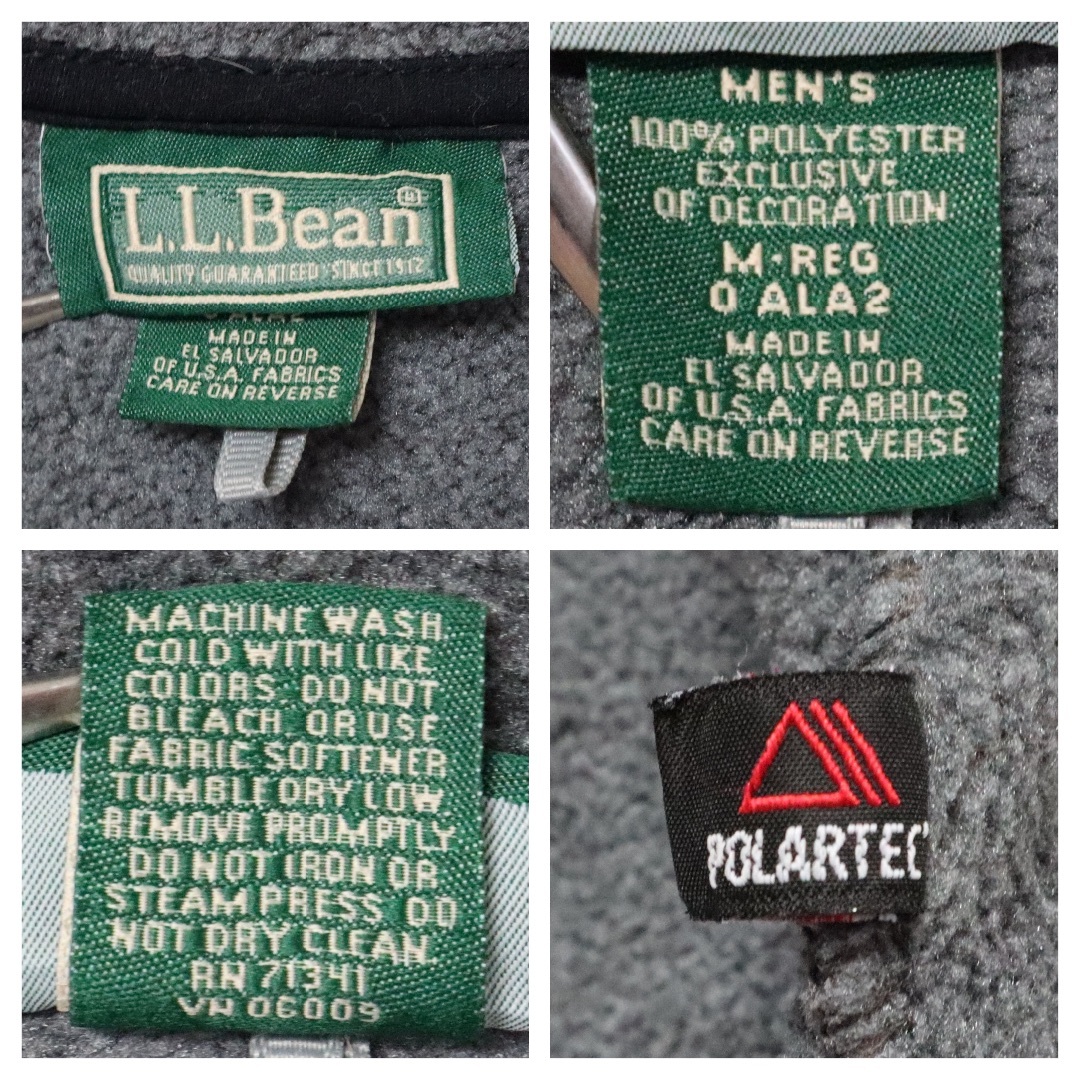 L.L.Bean®
QUALITY GUARANTEED · SINCE 1912
0 ALA2
MADE IN
EL SALVADOR
OF U.S.A. FABRICS
CARE ON REVERSE
MEN'S
100% POLYESTER
EXCLUSIVE
OF DECORATION
M·REG
0 ALA2
MADE IN
EL SALVADOR
OF U.S.A. FABRICS
CARE ON REVERSE
MACHINE WASH
COLD WITH LIKE
COLORS. DO NOT
BLEACH OR USE
FABRIC SOFTENER
TUMBLE DRY LOW
REMOVE PROMPTLY
DO NOT IRON OR
STEAM PRESS. DO
NOT DRY CLEAN.
RN 71341
VN 06009
POLARTEC